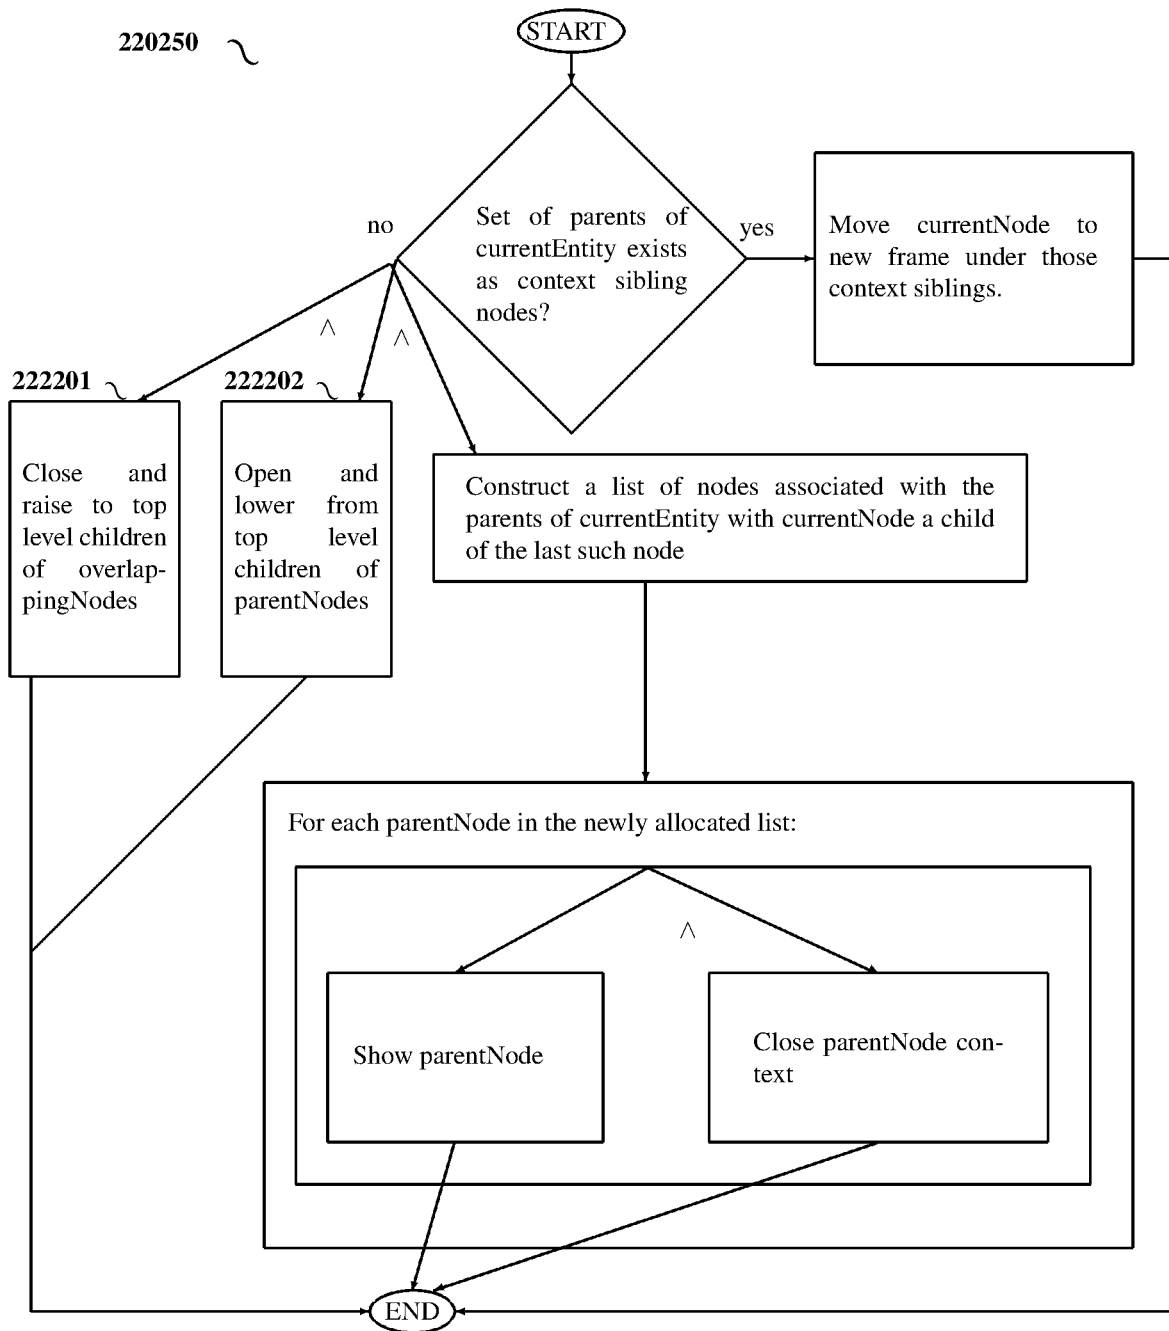 220250
START
no
Set of parents of
currentEntity exists
as context sibling
nodes?
yes
Move currentNode to
new frame under those
context siblings.
^
^
222201
222202
Close and
raise to top
level children
of overlap-
pingNodes
Open and
lower from
top level
children of
parentNodes
Construct a list of nodes associated with the
parents of currentEntity with currentNode a child
of the last such node
For each parentNode in the newly allocated list:
^
Show parentNode
Close parentNode con-
text
END